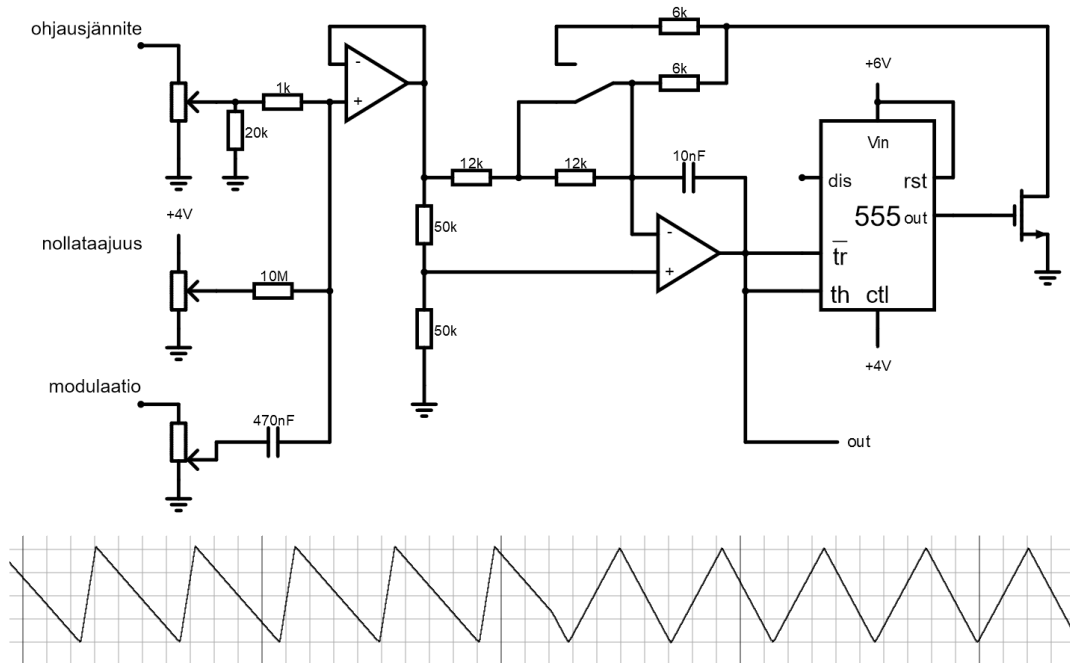 ohjausjännite
1k
20k
+4V
nollataajuus
10M
modulaatio
470nF
-
+
12k
12k
50k
50k
6k
6k
10nF
-
+
+6V
Vin
dis
rst
555 out
tr
th ctl
+4V
out